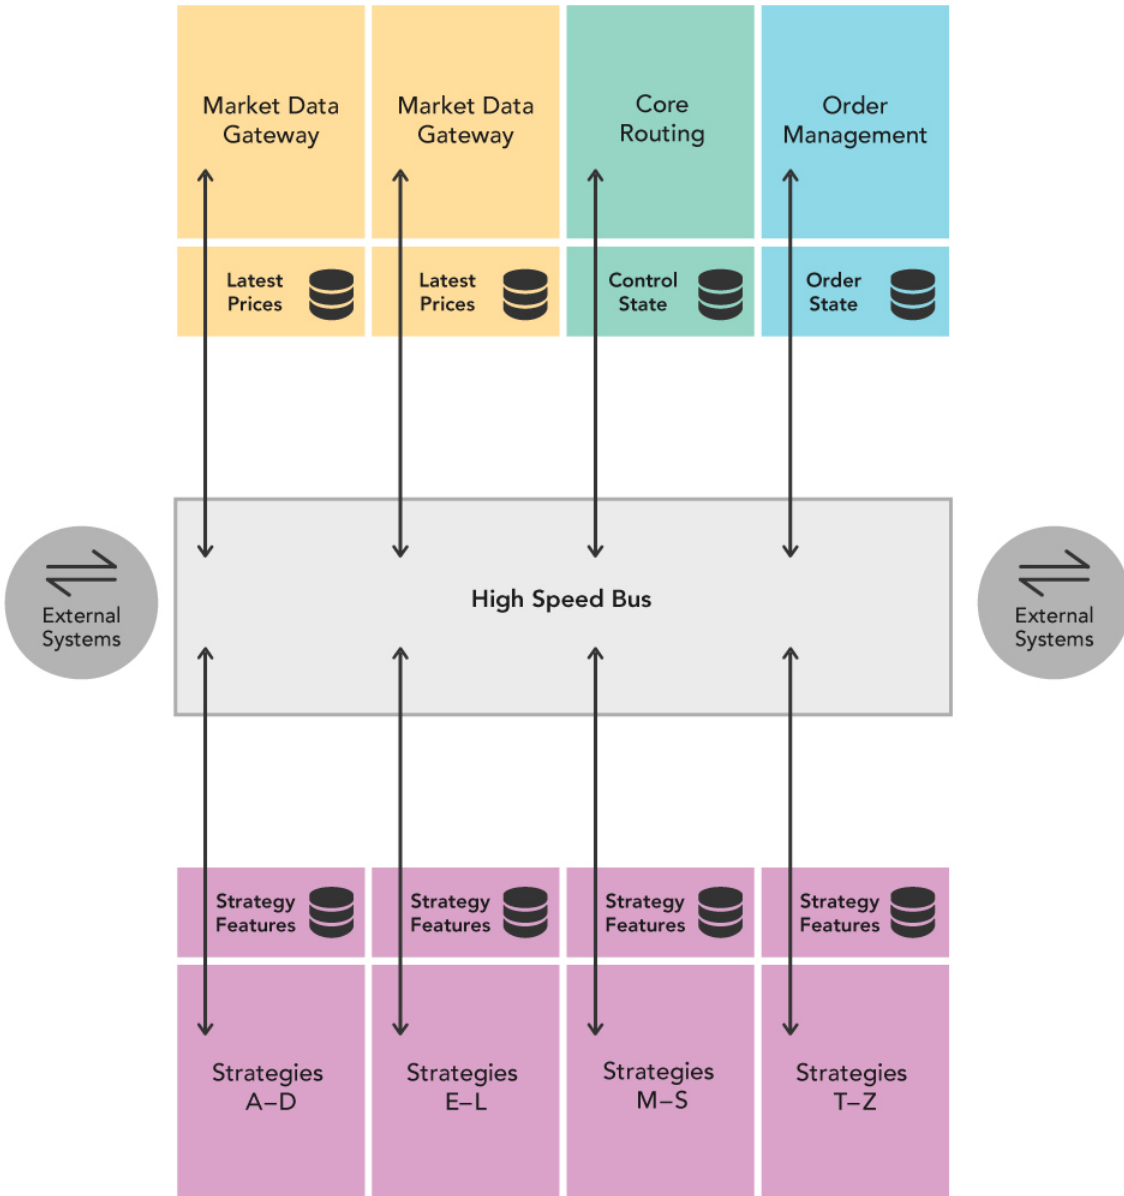 Market Data
Gateway
Market Data
Gateway
Core
Routing
Order
Management
Latest
Prices
Latest
Prices
Control
State
Order
State
External
Systems
High Speed Bus
External
Systems
Strategy
Features
Strategy
Features
Strategy
Features
Strategy
Features
Strategies
A–D
Strategies
E–L
Strategies
M–S
Strategies
T–Z